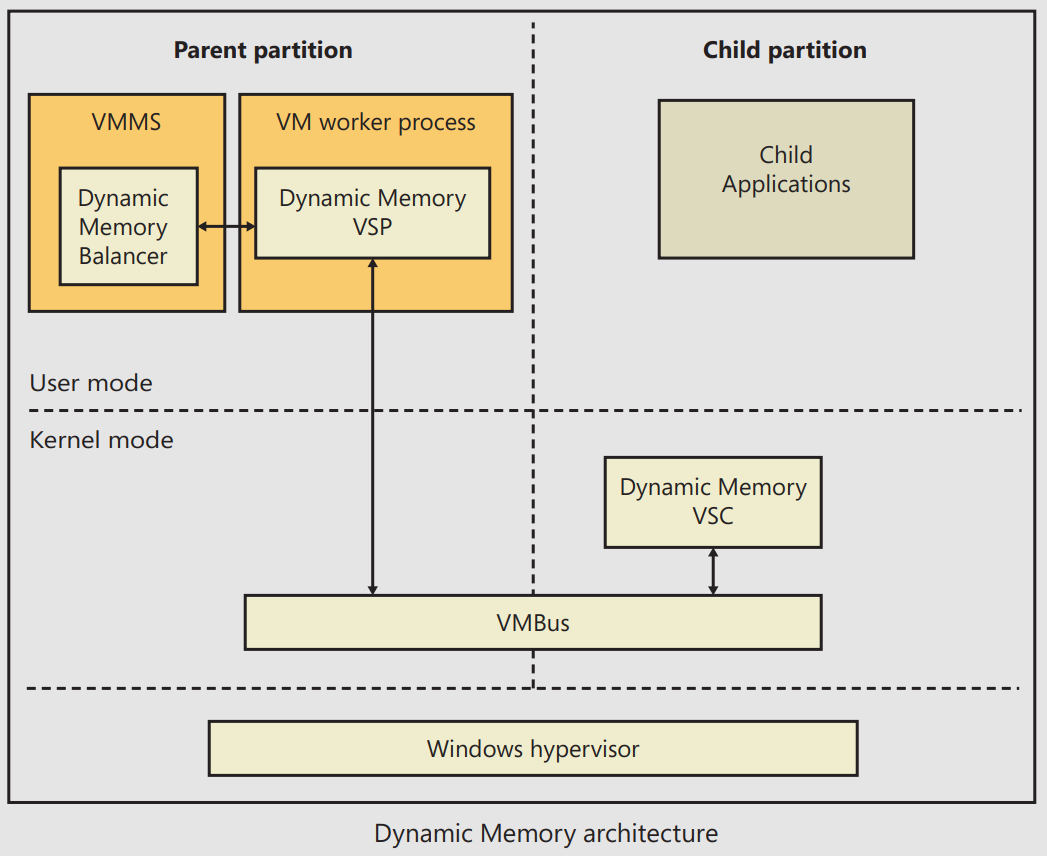 Parent partition
Child partition
VMMS
VM worker process
Dynamic
Memory
Balancer
Dynamic Memory
VSP
Child
Applications
User mode
Kernel mode
Dynamic Memory
VSC
VMBus
Windows hypervisor
Dynamic Memory architecture